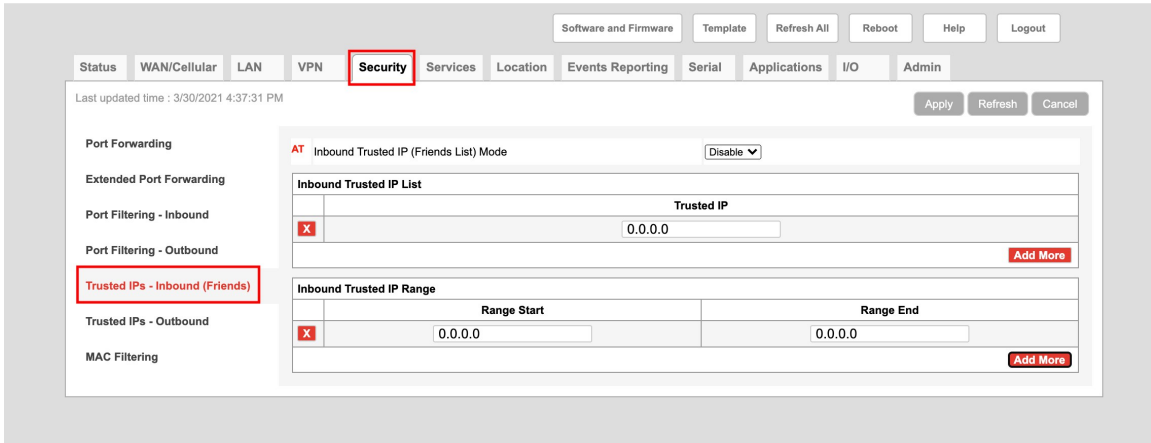 Software and Firmware Template Refresh All Reboot Help Logout
Status WAN/Cellular LAN VPN Security Services Location Events Reporting Serial Applications I/O Admin
Last updated time : 3/30/2021 4:37:31 PM
Apply Refresh Cancel
Port Forwarding
Extended Port Forwarding
Port Filtering - Inbound
Port Filtering - Outbound
Trusted IPs - Inbound (Friends)
Trusted IPs - Outbound
MAC Filtering
AT Inbound Trusted IP (Friends List) Mode Disable
Inbound Trusted IP List
Trusted IP
X 0.0.0.0
Add More
Inbound Trusted IP Range
Range Start Range End
X 0.0.0.0 0.0.0.0
Add More